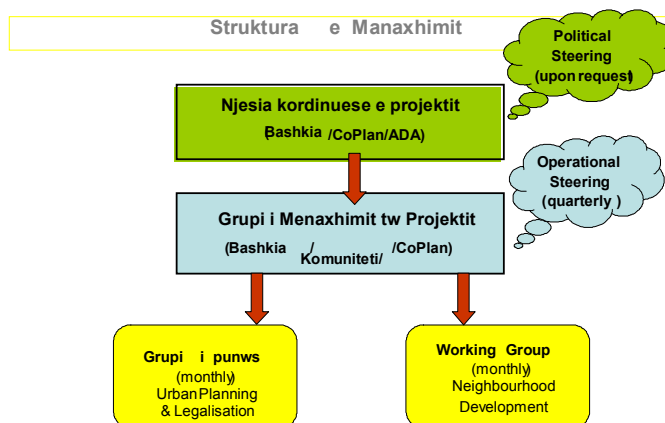 Struktura e Manaxhimit
Political
Steering
(upon request)
Njesia kordinuese e projektit
(Bashkia /CoPlan/ADA)
Operational
Steering
(quarterly )
Grupi i Menaxhimit tw Projektit
(Bashkia / Komuniteti/ /CoPlan)
Grupi i punws
(monthly)
Urban Planning
& Legalisation
Working Group
(monthly)
Neighbourhood
Development